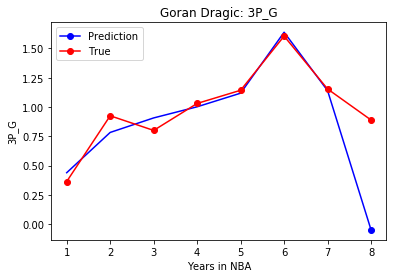 Goran Dragic: 3P_G
Prediction
True
3P_G
1.50
1.25
1.00
0.75
0.50
0.25
0.00
1 2 3 4 5 6 7 8
Years in NBA